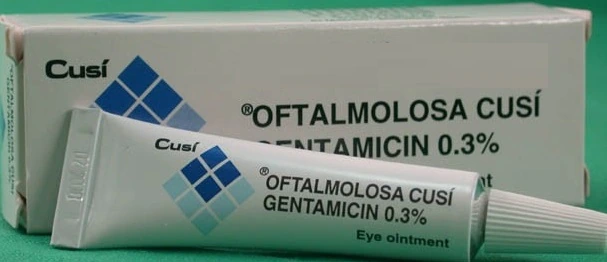 Cusí
®OFTALMOLOSA CUSÍ
GENTAMICIN 0.3%
Cusí
®OFTALMOLOSA CUSÍ
GENTAMICIN 0.3%
Eye ointment